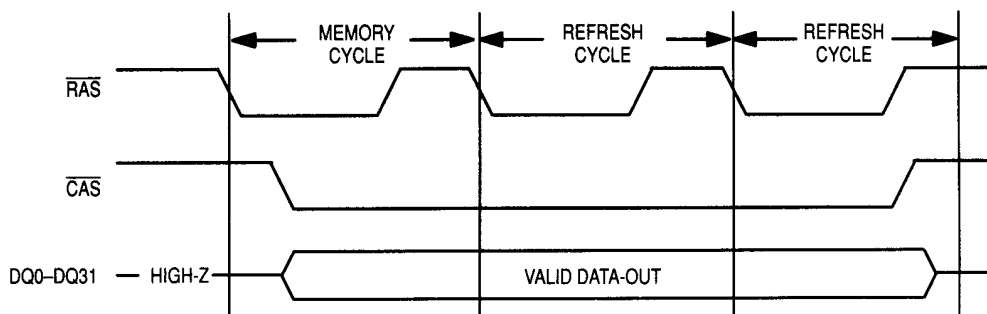 MEMORY CYCLE
REFRESH CYCLE
REFRESH CYCLE
RAS
CAS
DQ0–DQ31 HIGH-Z VALID DATA-OUT